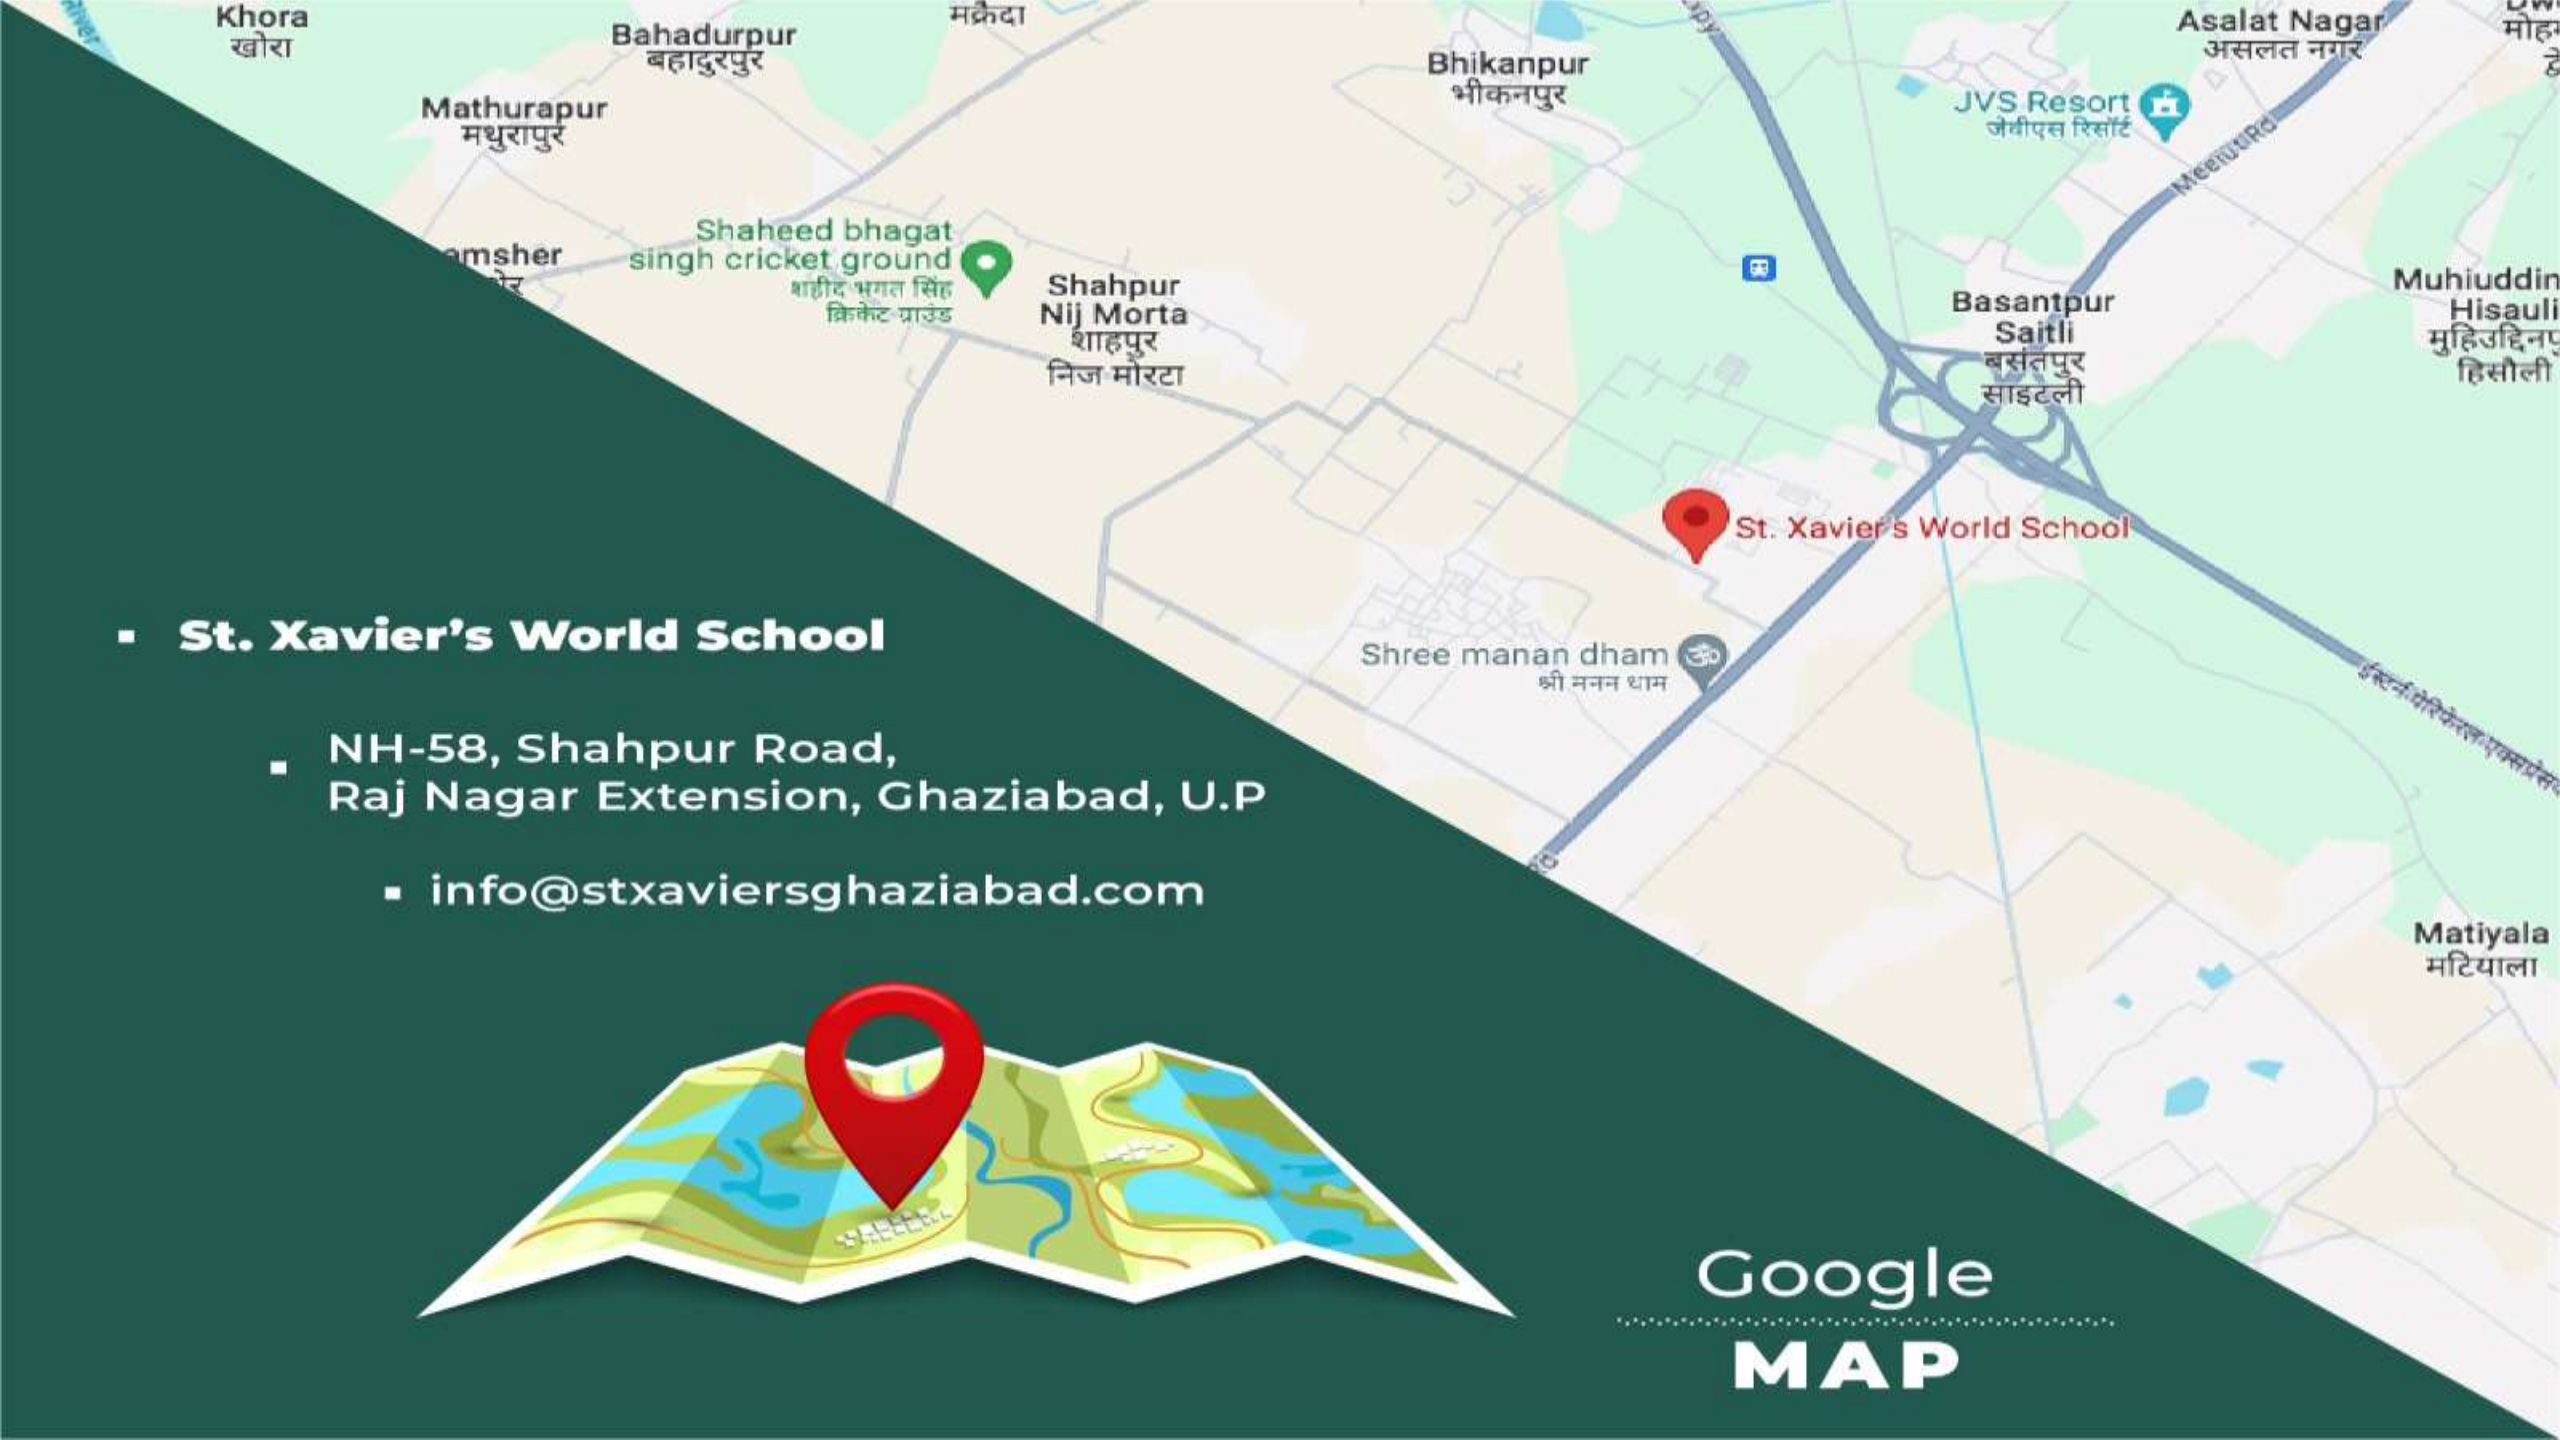 River
Khora
खोरा
Bahadurpur
बहादुरपुर
मक्रैदा
Mathurapur
मथुरापुर
amsher
Shaheed bhagat
singh cricket ground
शहीद भगत सिंह
क्रिकेट ग्राउंड
Shahpur
Nij Morta
शाहपुर
निज मोरटा
Bhikanpur
भीकनपुर
Asalat Nagar
असलत नगर
JVS Resort
जेवीएस रिसॉर्ट
Meerut Rd
Basantpur
Saitli
बसंतपुर
साइटली
Muhiuddin
Hisauli
हिसौली
St. Xavier's World School
Shree manan dham
श्री मनन धाम
Matiyala
मटियाला
St. Xavier’s World School
NH-58, Shahpur Road,
Raj Nagar Extension, Ghaziabad, U.P
info@stxaviersghaziabad.com
Google
MAP